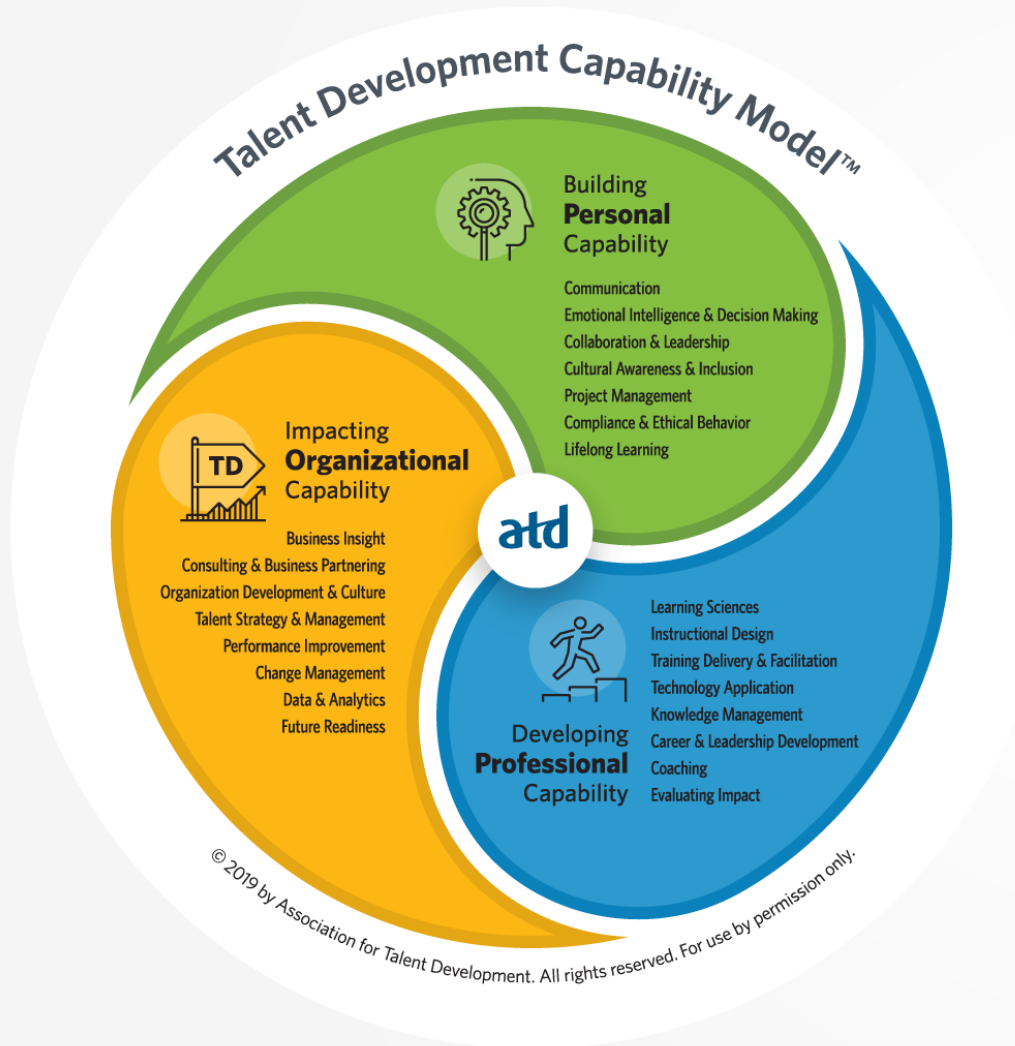 Talent Development Capability Model™
Building
Personal
Capability
Communication
Emotional Intelligence & Decision Making
Collaboration & Leadership
Cultural Awareness & Inclusion
Project Management
Compliance & Ethical Behavior
Lifelong Learning
TD
Impacting
Organizational
Capability
Business Insight
Consulting & Business Partnering
Organization Development & Culture
Talent Strategy & Management
Performance Improvement
Change Management
Data & Analytics
Future Readiness
atd
Developing
Professional
Capability
Learning Sciences
Instructional Design
Training Delivery & Facilitation
Technology Application
Knowledge Management
Career & Leadership Development
Coaching
Evaluating Impact
© 2019 by Association for Talent Development. All rights reserved. For use by permission only.